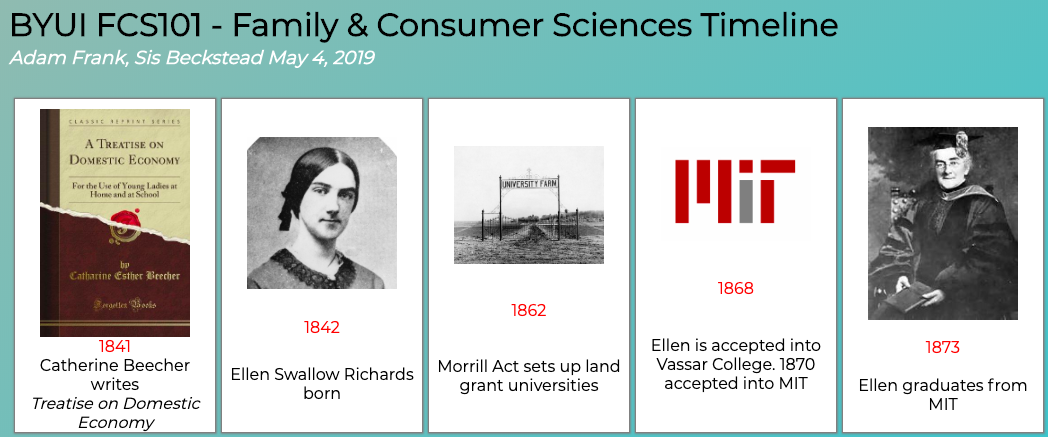 BYUI FCS101 - Family & Consumer Sciences Timeline
Adam Frank, Sis Beckstead May 4, 2019
CLASSIC REPRINT SERIES
A TREATISE ON
DOMESTIC ECONOMY
For the Use of Young Ladies at
Home and at School
by
Catharine Esther Beecher
Forgotten Books
1841
Catherine Beecher
writes
Treatise on Domestic
Economy
1842
Ellen Swallow Richards
born
UNIVERSITY FARM
1862
Morrill Act sets up land
grant universities
MIT
1868
Ellen is accepted into
Vassar College. 1870
accepted into MIT
1873
Ellen graduates from
MIT